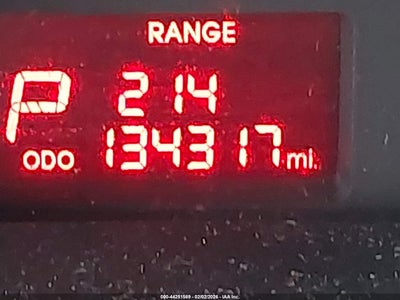 RANGE
P 214
ODO 134317 mi.
000-44251569 - 02/02/2026 - IAA Inc.